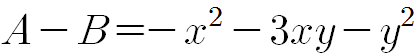 A − B = − x² − 3xy − y²